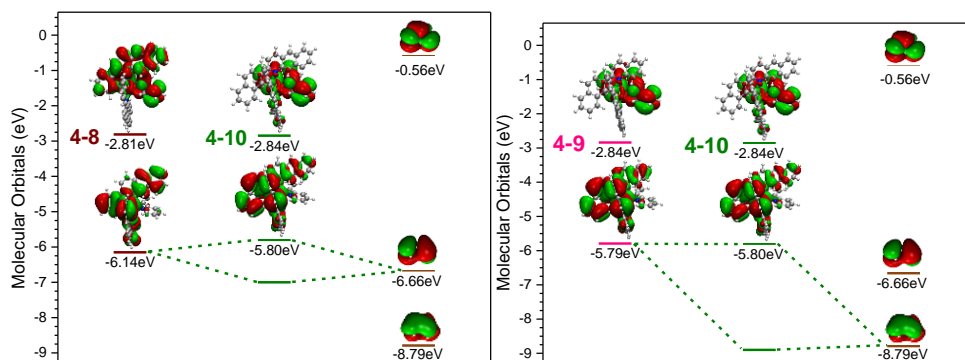 Molecular Orbitals (eV)
0
-1
-2
-3
-4
-5
-6
-7
-8
-9
4-8
-2.81eV
-6.14eV
4-10
-2.84eV
-5.80eV
-0.56eV
-6.66eV
-8.79eV
Molecular Orbitals (eV)
0
-1
-2
-3
-4
-5
-6
-7
-8
-9
4-9
-2.84eV
-5.79eV
4-10
-2.84eV
-5.80eV
-0.56eV
-6.66eV
-8.79eV